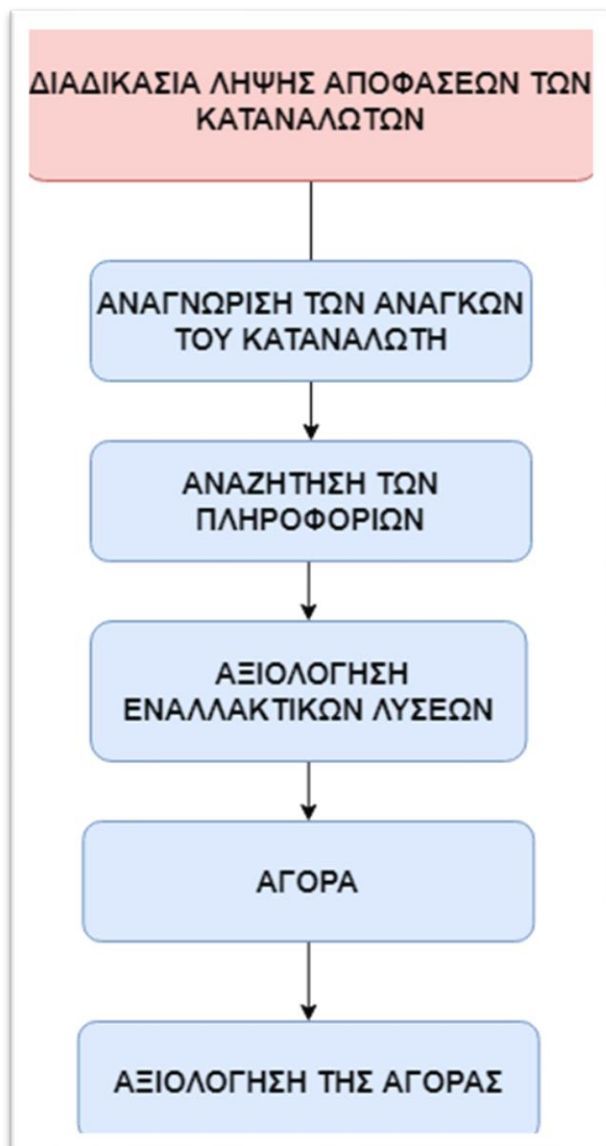 ΔΙΑΔΙΚΑΣΙΑ ΛΗΨΗΣ ΑΠΟΦΑΣΕΩΝ ΤΩΝ
ΚΑΤΑΝΑΛΩΤΩΝ
ΑΝΑΓΝΩΡΙΣΗ ΤΩΝ ΑΝΑΓΚΩΝ
ΤΟΥ ΚΑΤΑΝΑΛΩΤΗ
ΑΝΑΖΗΤΗΣΗ ΤΩΝ
ΠΛΗΡΟΦΟΡΙΩΝ
ΑΞΙΟΛΟΓΗΣΗ
ΕΝΑΛΛΑΚΤΙΚΩΝ ΛΥΣΕΩΝ
ΑΓΟΡΑ
ΑΞΙΟΛΟΓΗΣΗ ΤΗΣ ΑΓΟΡΑΣ